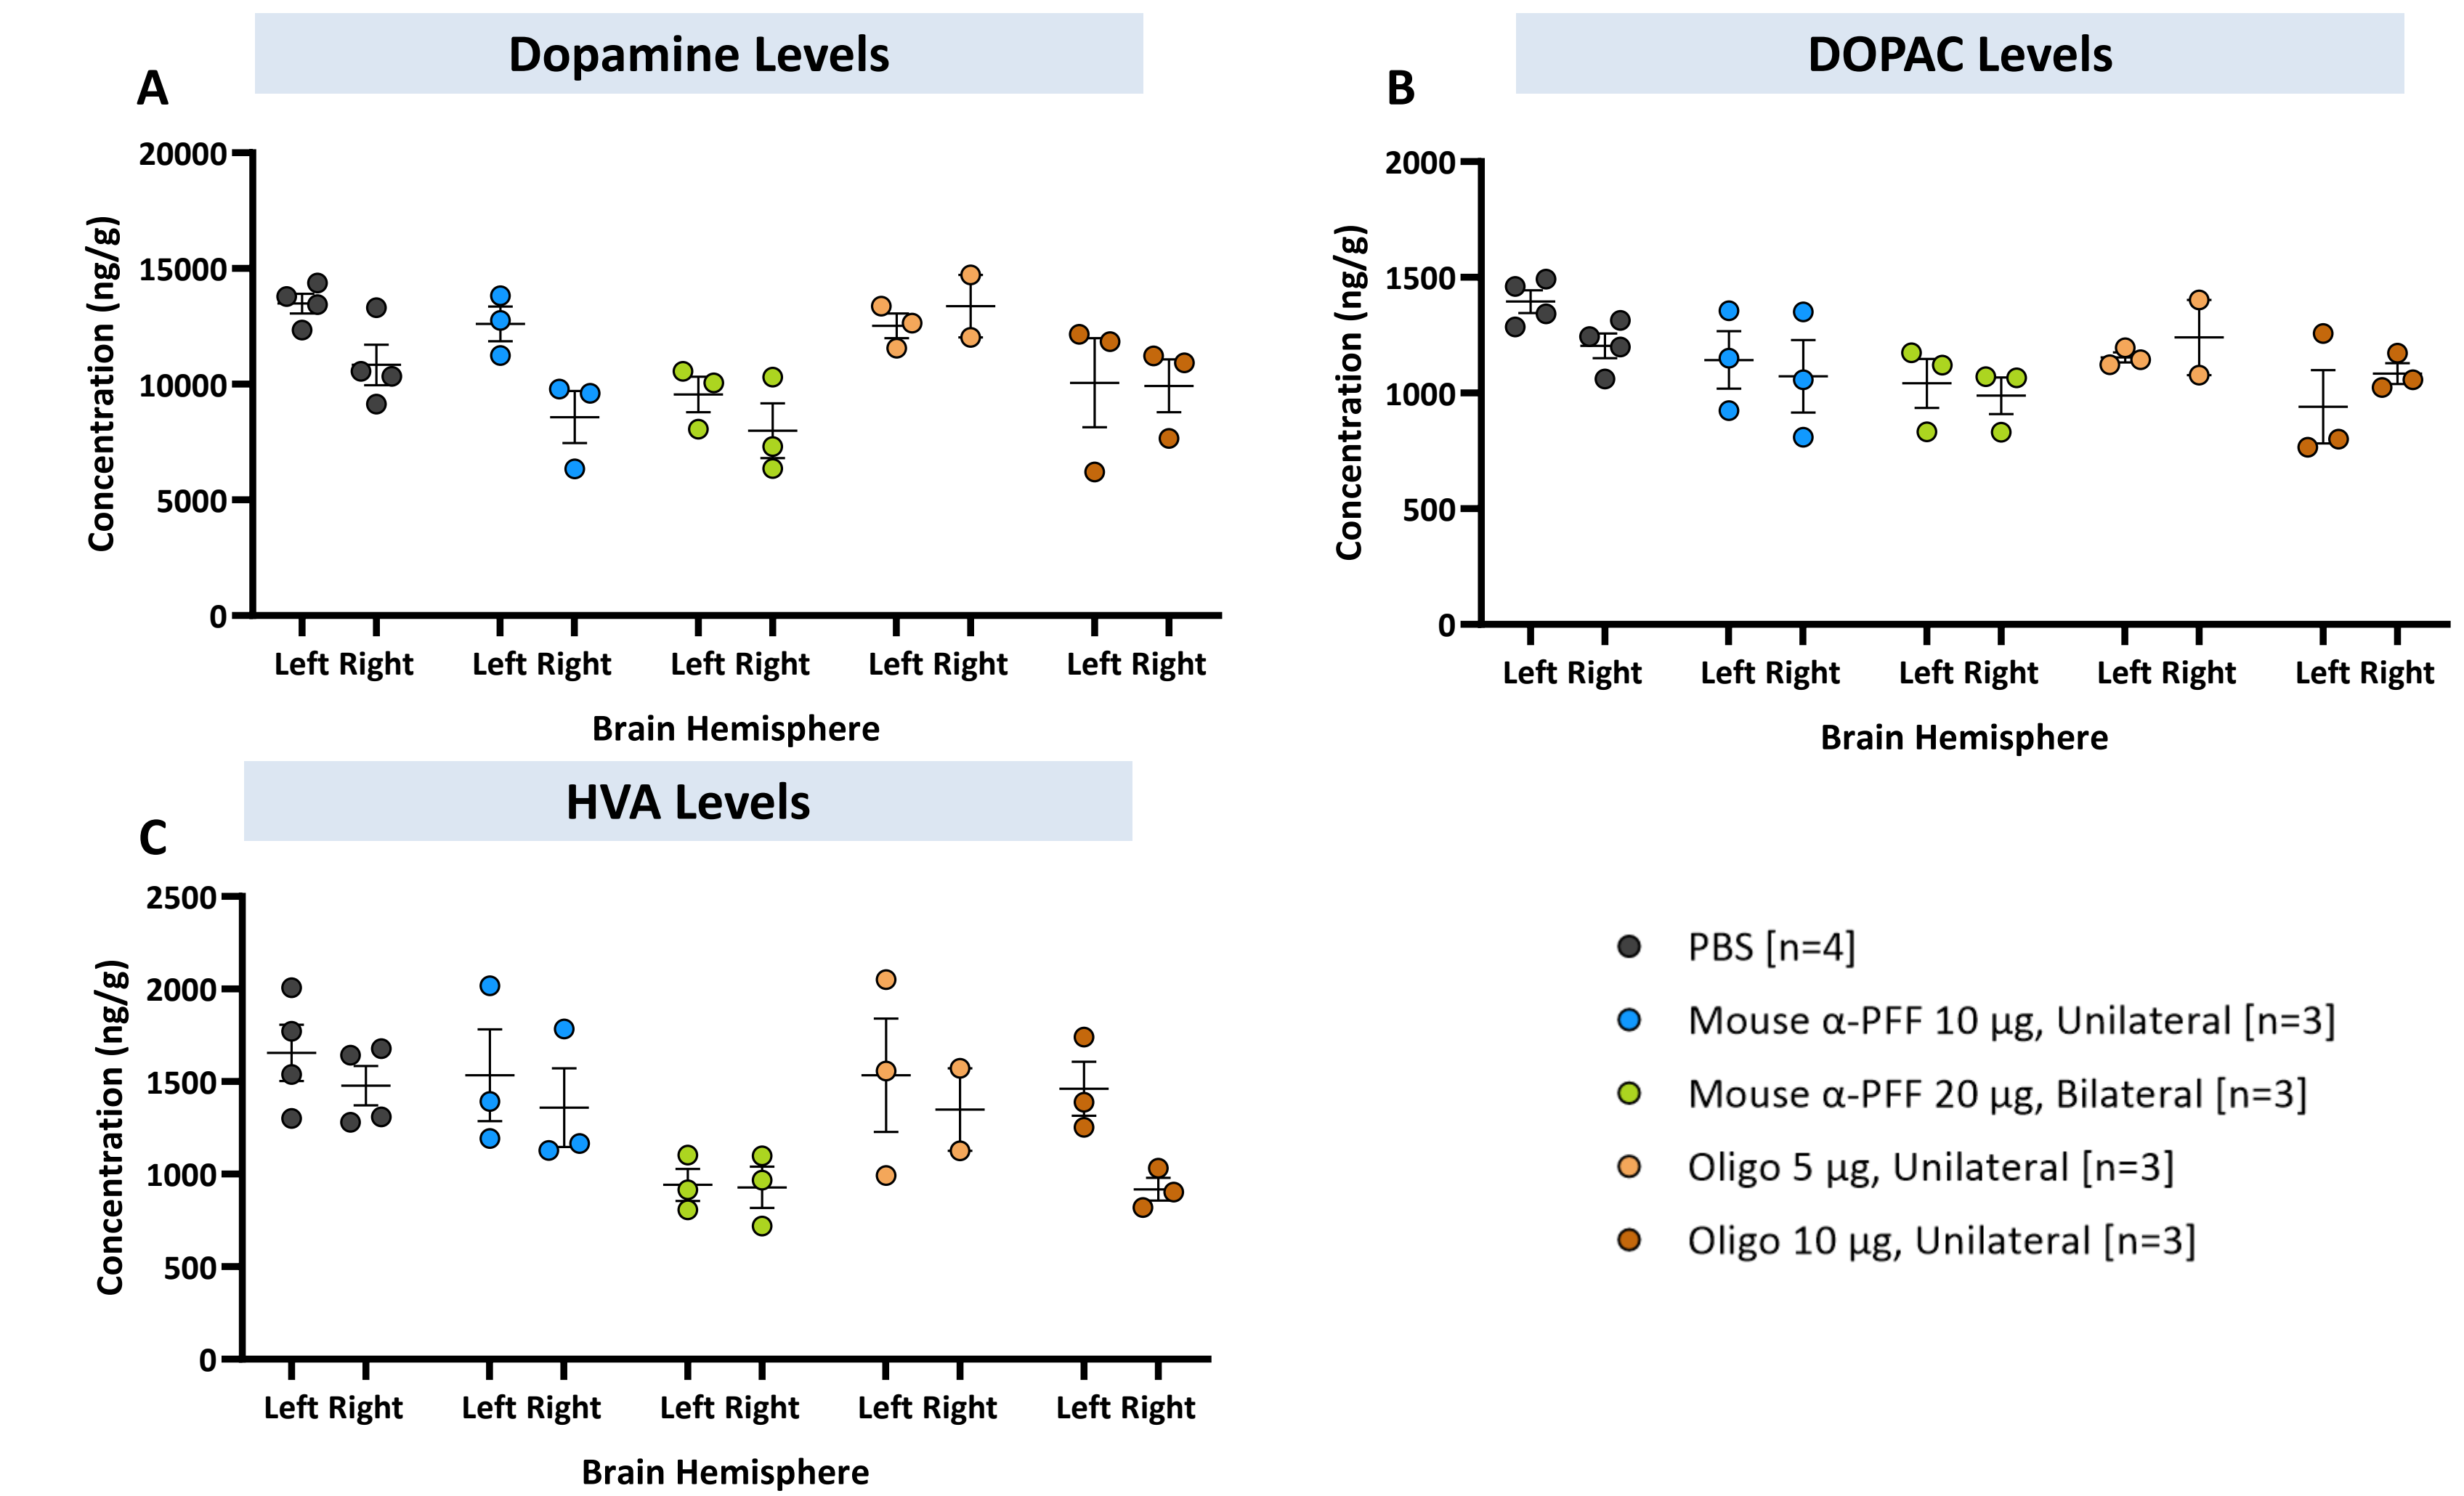 Dopamine Levels
A
20000
15000
10000
5000
0
Concentration (ng/g)
Left Right Left Right Left Right Left Right Left Right
Brain Hemisphere
DOPAC Levels
B
2000
1500
1000
500
0
Concentration (ng/g)
Left Right Left Right Left Right Left Right Left Right
Brain Hemisphere
HVA Levels
C
2500
2000
1500
1000
500
0
Concentration (ng/g)
Left Right Left Right Left Right Left Right Left Right
Brain Hemisphere
PBS [n=4]
Mouse α-PFF 10 µg, Unilateral [n=3]
Mouse α-PFF 20 µg, Bilateral [n=3]
Oligo 5 µg, Unilateral [n=3]
Oligo 10 µg, Unilateral [n=3]